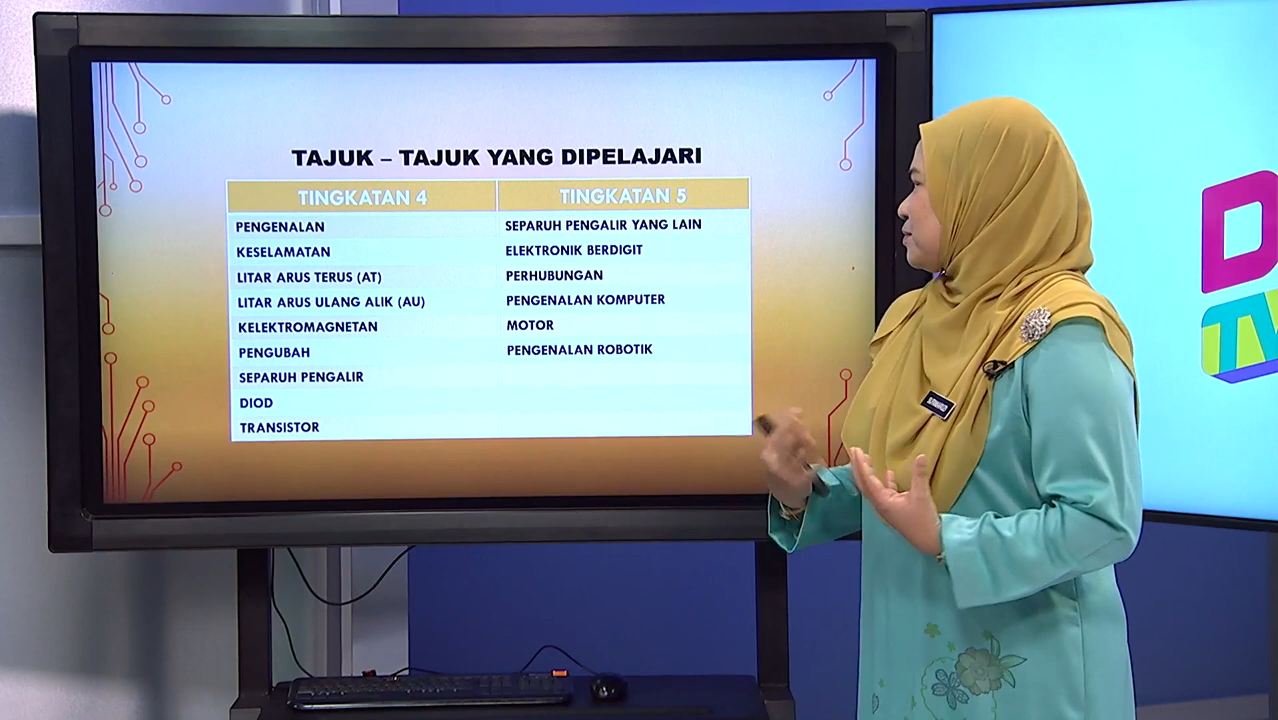 TAJUK – TAJUK YANG DIPELAJARI
TINGKATAN 4
PENGENALAN
KESELAMATAN
LITAR ARUS TERUS (AT)
LITAR ARUS ULANG ALIK (AU)
KELEKTROMAGNETAN
PENGUBAH
SEPARUH PENGALIR
DIOD
TRANSISTOR
TINGKATAN 5
SEPARUH PENGALIR YANG LAIN
ELEKTRONIK BERDIGIT
PERHUBUNGAN
PENGENALAN KOMPUTER
MOTOR
PENGENALAN ROBOTIK
D
TV